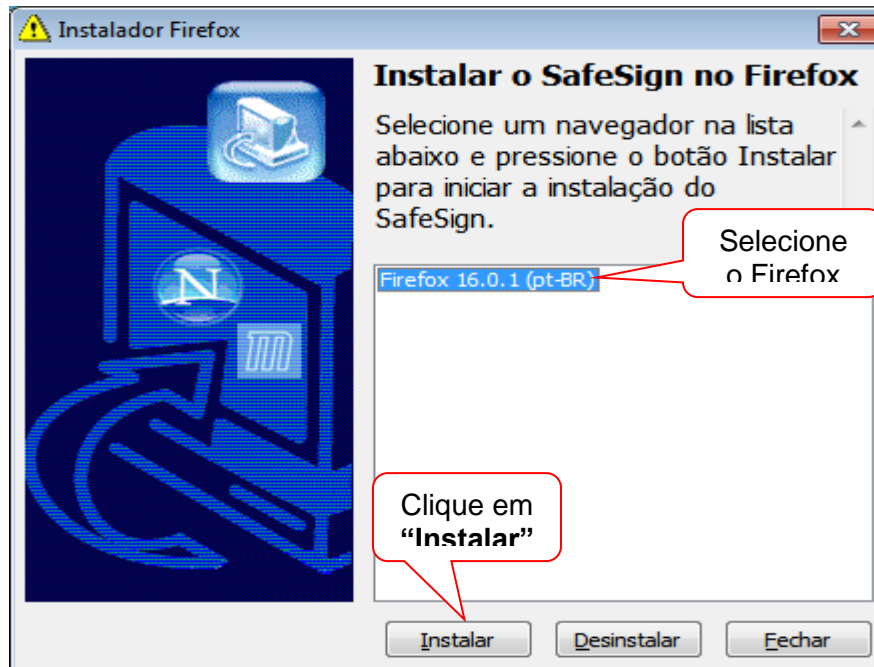 Instalador Firefox
Instalar o SafeSign no Firefox
Selecione um navegador na lista
abaixo e pressione o botão Instalar
para iniciar a instalação do
SafeSign.
Selecione
o Firefox
Firefox 16.0.1 (pt-BR)
Clique em
“Instalar”
Instalar
Desinstalar
Fechar
N
m